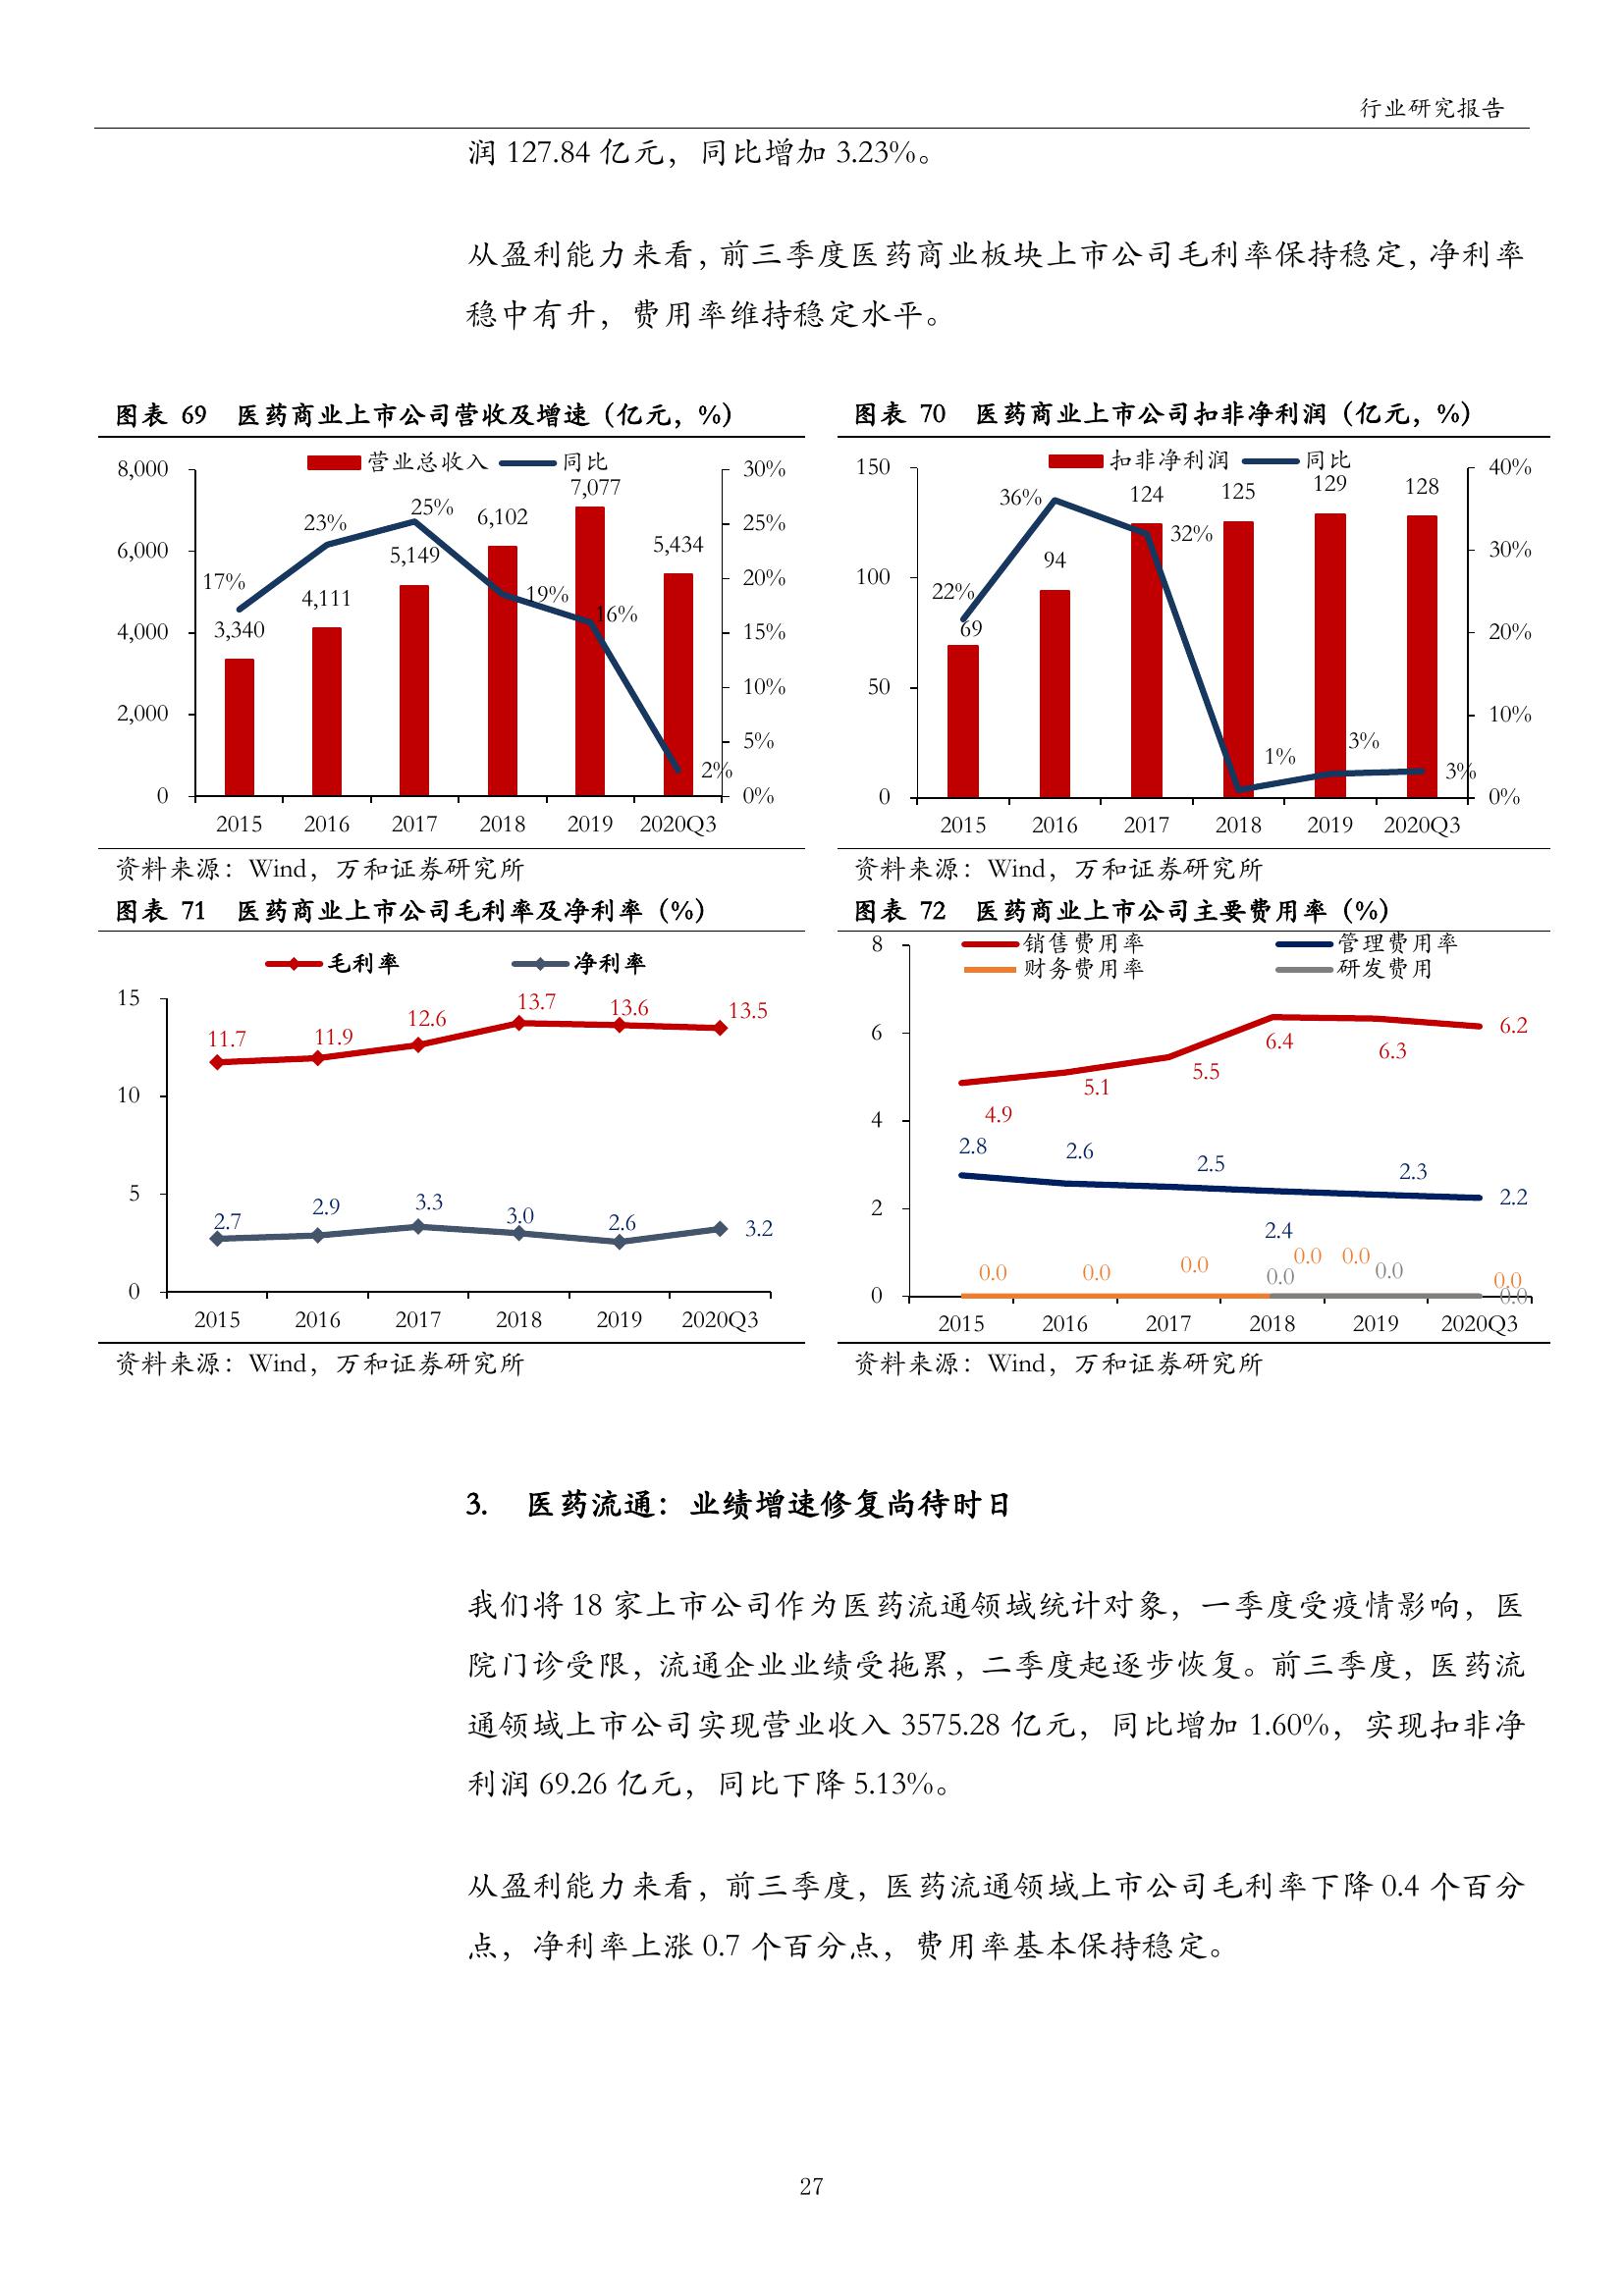 行业研究报告
润 127.84 亿元，同比增加 3.23%。
从盈利能力来看，前三季度医药商业板块上市公司毛利率保持稳定，净利率
稳中有升，费用率维持稳定水平。
图表 69 医药商业上市公司营收及增速（亿元，%）
营业总收入 同比
8,000
6,000
4,000
2,000
0
30%
25%
20%
15%
10%
5%
0%
3,340
4,111
5,149
6,102
7,077
5,434
17%
23%
25%
19%
16%
2%
2015 2016 2017 2018 2019 2020Q3
资料来源：Wind，万和证券研究所
图表 70 医药商业上市公司扣非净利润（亿元，%）
扣非净利润 同比
150
100
50
0
40%
30%
20%
10%
0%
69
94
124
125
129
128
22%
36%
32%
1%
3%
3%
2015 2016 2017 2018 2019 2020Q3
资料来源：Wind，万和证券研究所
图表 71 医药商业上市公司毛利率及净利率（%）
毛利率 净利率
15
10
5
0
11.7 11.9 12.6 13.7 13.6 13.5
2.7 2.9 3.3 3.0 2.6 3.2
2015 2016 2017 2018 2019 2020Q3
资料来源：Wind，万和证券研究所
图表 72 医药商业上市公司主要费用率（%）
销售费用率 管理费用率
财务费用率 研发费用
8
6
4
2
0
4.9 5.1 5.5 6.4 6.3 6.2
2.8 2.6 2.5 2.4 2.3 2.2
0.0 0.0 0.0 0.0 0.0 0.0
0.0 0.0 0.0
2015 2016 2017 2018 2019 2020Q3
资料来源：Wind，万和证券研究所
3. 医药流通：业绩增速修复尚待时日
我们将 18 家上市公司作为医药流通领域统计对象，一季度受疫情影响，医
院门诊受限，流通企业业绩受拖累，二季度起逐步恢复。前三季度，医药流
通领域上市公司实现营业收入 3575.28 亿元，同比增加 1.60%，实现扣非净
利润 69.26 亿元，同比下降 5.13%。
从盈利能力来看，前三季度，医药流通领域上市公司毛利率下降 0.4 个百分
点，净利率上涨 0.7 个百分点，费用率基本保持稳定。
27